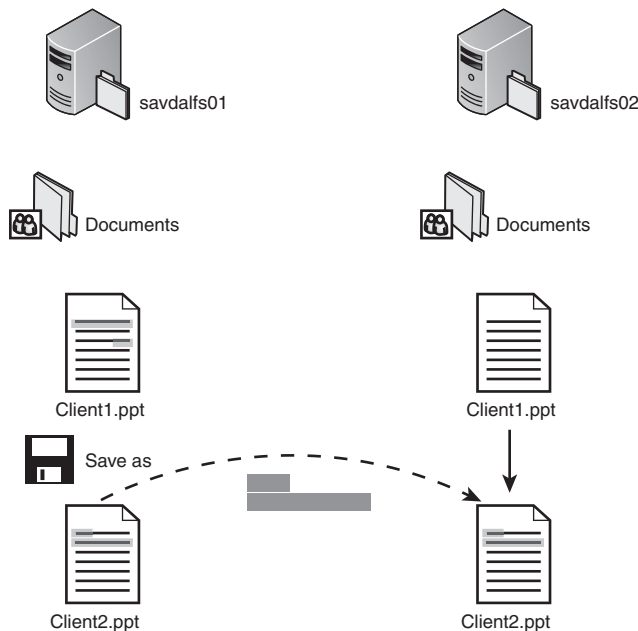 savdalfs01
savdalfs02
Documents
Documents
Client1.ppt
Client1.ppt
Save as
Client2.ppt
Client2.ppt